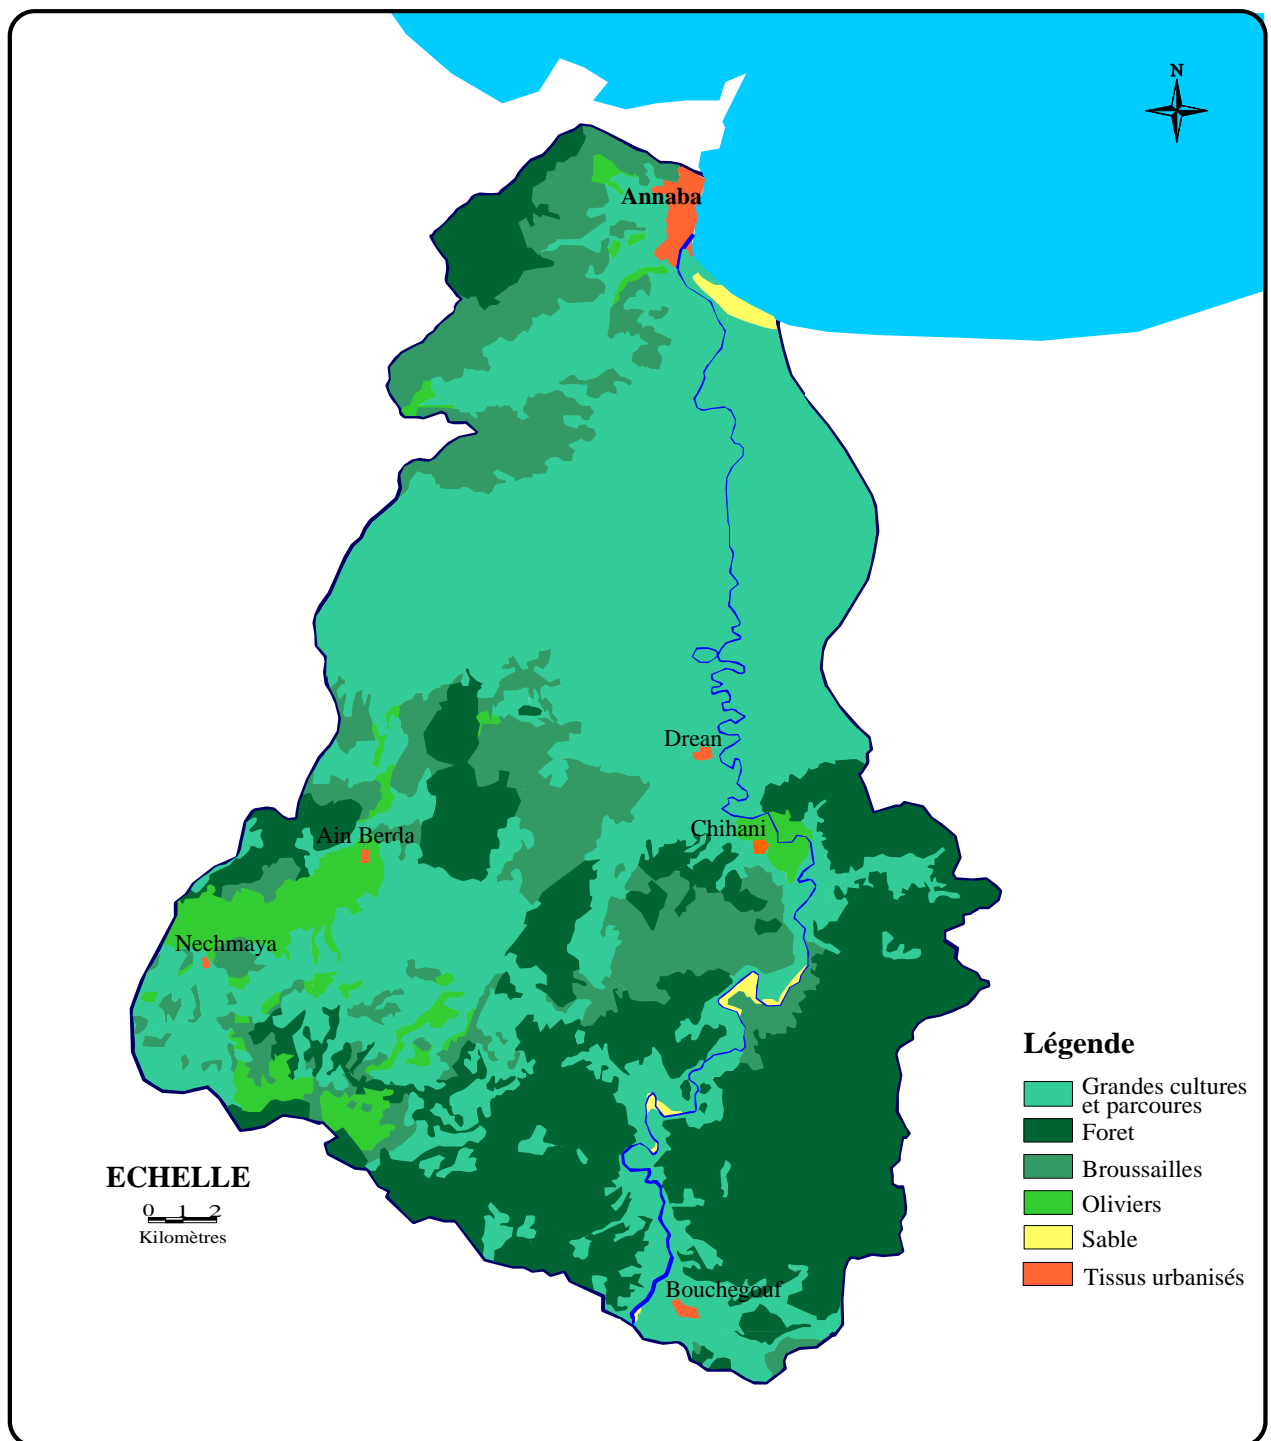 N
Annaba
Drean
Chihani
Ain Berda
Nechmaya
Légende
Grandes cultures
et parcoures
Foret
Broussailles
Oliviers
Sable
Tissus urbanisés
ECHELLE
0 1 2
Kilomètres
Bouchegouf